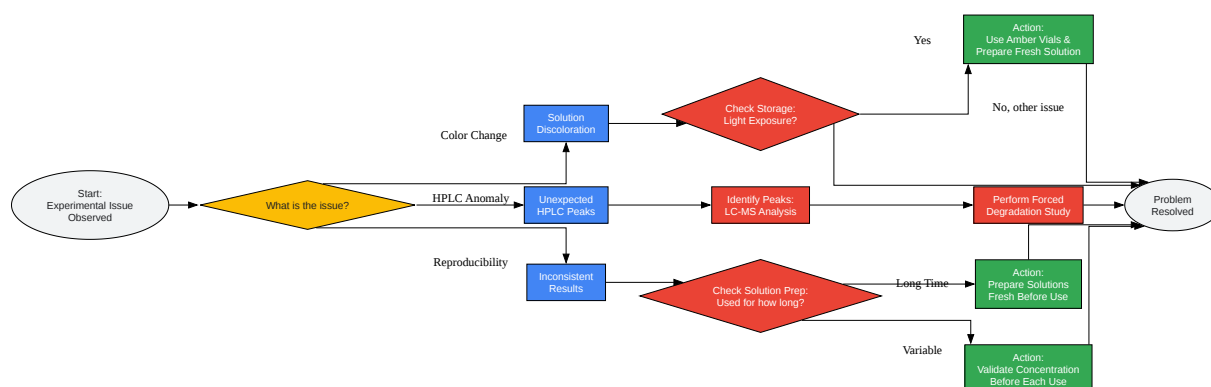 Start:
Experimental Issue
Observed
What is the issue?
Color Change
HPLC Anomaly
Reproducibility
Solution
Discoloration
Unexpected
HPLC Peaks
Inconsistent
Results
Check Storage:
Light Exposure?
Identify Peaks:
LC-MS Analysis
Check Solution Prep:
Used for how long?
Yes
No, other issue
Long Time
Variable
Action:
Use Amber Vials &
Prepare Fresh Solution
Perform Forced
Degradation Study
Action:
Prepare Solutions
Fresh Before Use
Action:
Validate Concentration
Before Each Use
Problem
Resolved